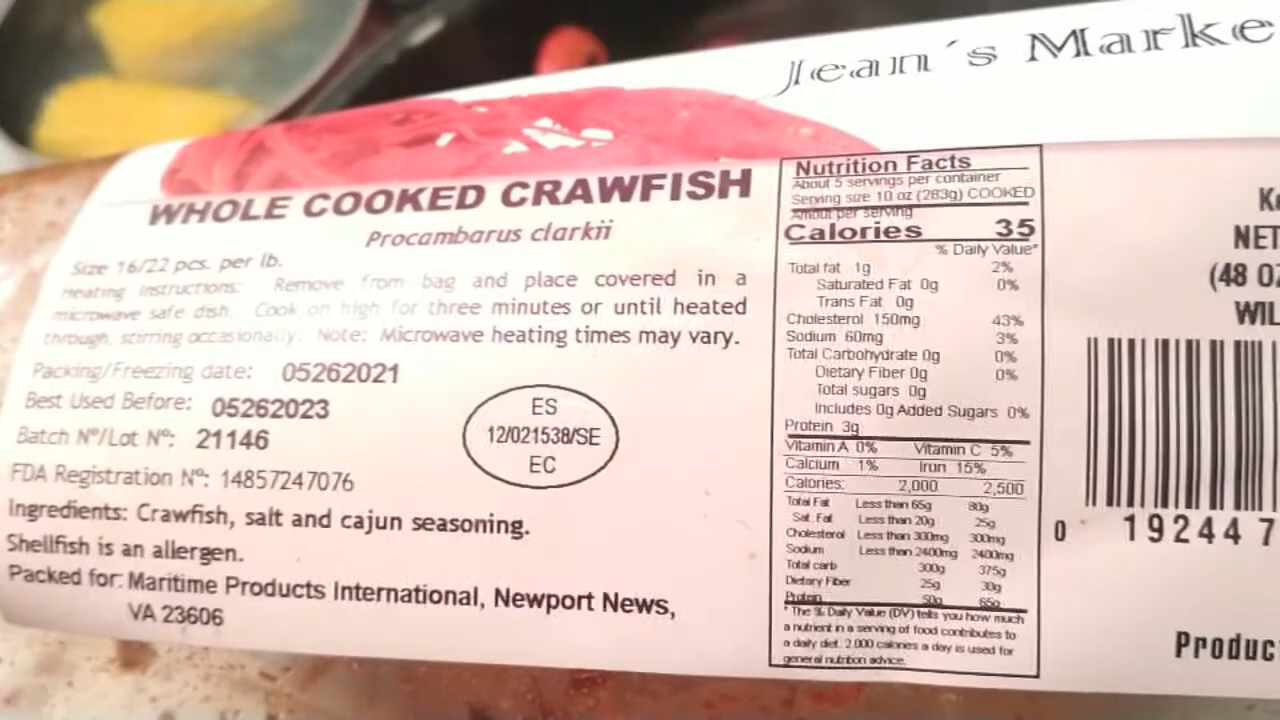 Jean´s Marke
WHOLE COOKED CRAWFISH
Procambarus clarkii
Size 16/22 pcs. per lb.
Heating Instructions: Remove from bag and place covered in a
microwave safe dish. Cook on high for three minutes or until heated
through, stirring occasionally. Note: Microwave heating times may vary.
Packing/Freezing date: 05262021
Best Used Before: 05262023
Batch Nº/Lot Nº: 21146
FDA Registration Nº: 14857247076
Ingredients: Crawfish, salt and cajun seasoning.
Shellfish is an allergen.
Packed for: Maritime Products International, Newport News,
VA 23606
ES
12/021538/SE
EC
Nutrition Facts
About 5 servings per container
Serving size 10 oz (283g) COOKED
Amout per serving
Calories 35
% Daily Value*
Total fat 1g 2%
Saturated Fat 0g 0%
Trans Fat 0g
Cholesterol 150mg 43%
Sodium 60mg 3%
Total Carbohydrate 0g 0%
Dietary Fiber 0g 0%
Total sugars 0g
Includes 0g Added Sugars 0%
Protein 3g
Vitamin A 0% Vitamin C 5%
Calcium 1% Irun 15%
Calories: 2,000 2,500
Total Fat Less than 65g 80g
Sat. Fat Less than 20g 25g
Cholesterol Less than 300mg 300mg
Sodium Less than 2400mg 2400mg
Total carb 300g 375g
Dietary Fiber 25g 30g
Protein 50g 65g
* The % Daily Value (DV) tells you how much
a nutrient in a serving of food contributes to
a daily diet. 2.000 calories a day is used for
general nutrition advice.
NET
(48 OZ
WIL
0 19244 7
Produc